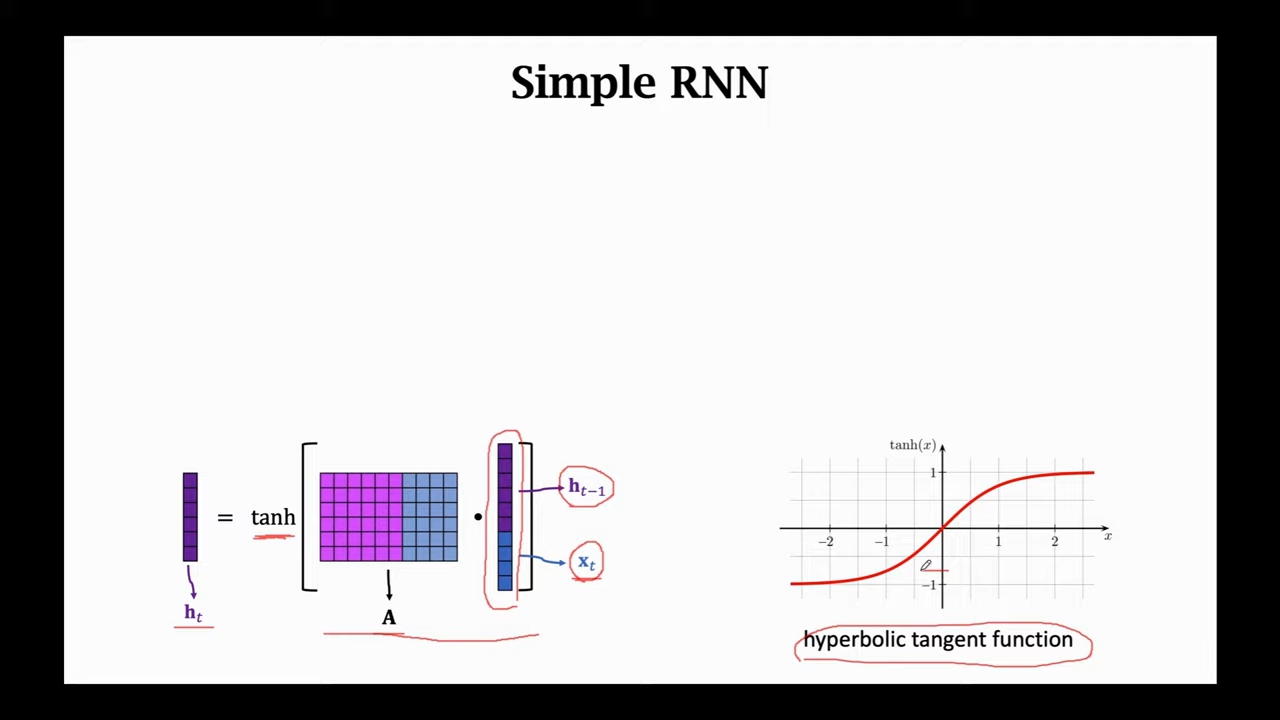 Simple RNN
h_t = tanh [ A • ] h_{t−1}
x_t
tanh(x)
1
−2 −1 1 2 x
−1
hyperbolic tangent function